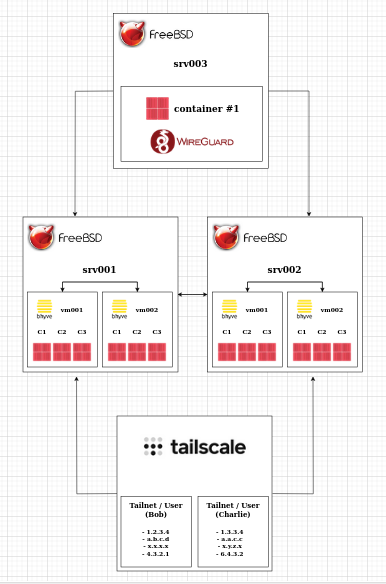 FreeBSD
srv003
container #1
WIREGUARD
FreeBSD
srv001
bhyve
vm001
C1 C2 C3
bhyve
vm002
C1 C2 C3
FreeBSD
srv002
bhyve
vm001
C1 C2 C3
bhyve
vm002
C1 C2 C3
tailscale
Tailnet / User
(Bob)
- 1.2.3.4
- a.b.c.d
- x.x.x.x
- 4.3.2.1
Tailnet / User
(Charlie)
- 1.3.3.4
- a.a.c.c
- x.y.z.x
- 6.4.3.2